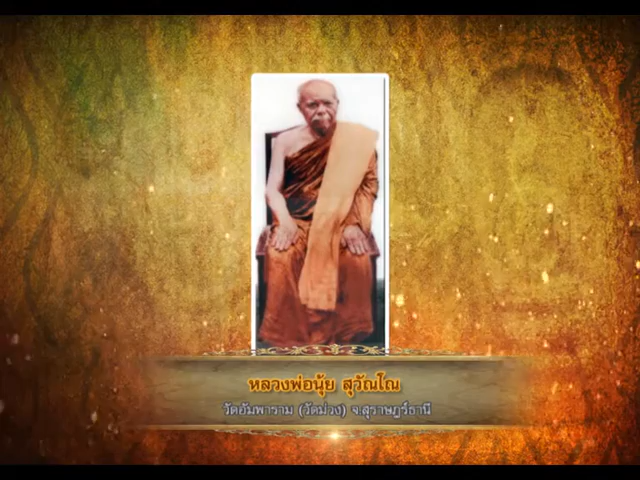 หลวงพ่อนุ้ย สุวัณโณ
วัดอัมพาราม (วัดม่วง) จ.สุราษฎร์ธานี